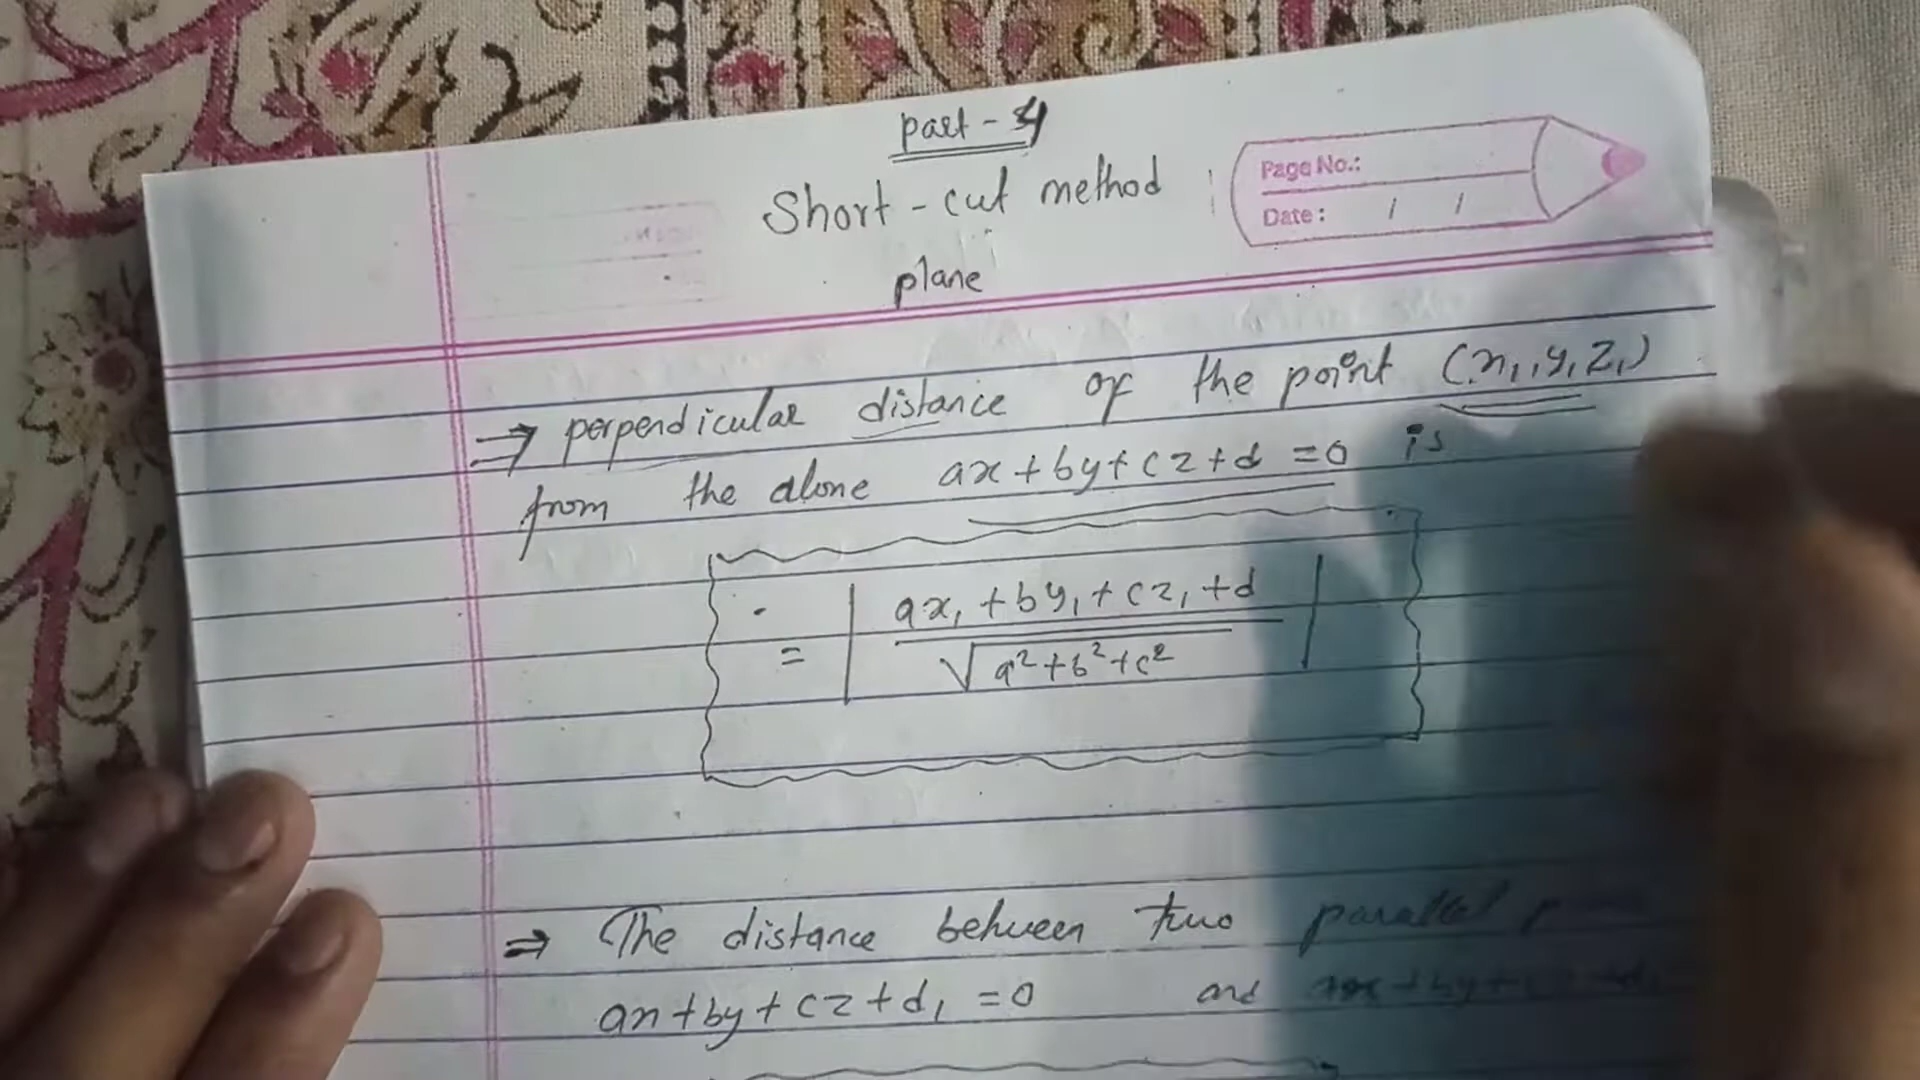 part - 4
Short - cut method
plane
Page No.:
Date: / /
⇒ perpendicular distance of the point (x₁, y₁ z₁)
from the alone ax + by + cz + d = 0 is
= | ax₁ + by₁ + cz₁ + d / √a² + b² + c² |
⇒ The distance between two parallel
ax + by + cz + d₁ = 0 and